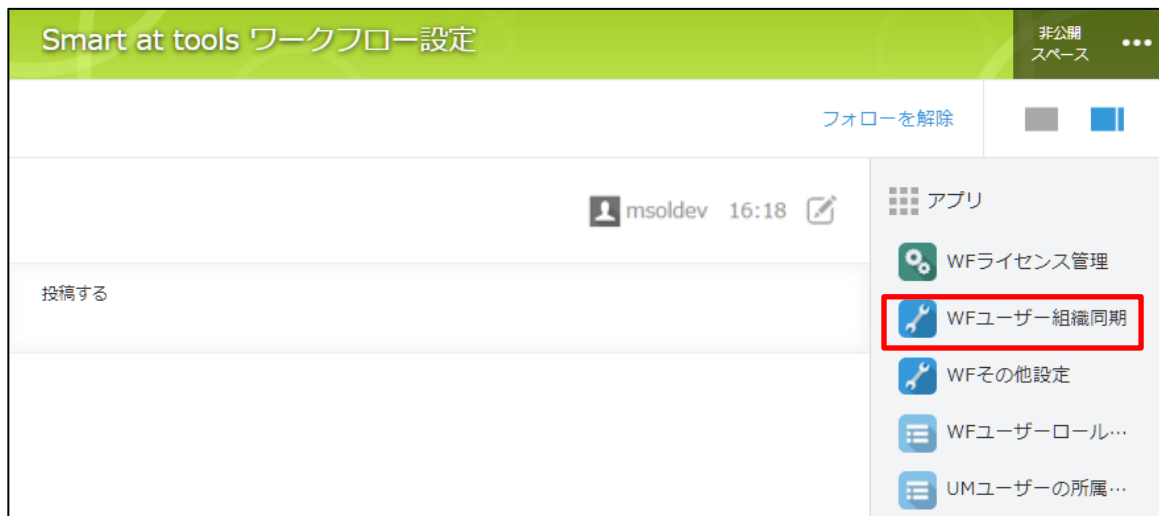 Smart at tools ワークフロー設定
非公開
スペース
フォローを解除
msoldev 16:18
アプリ
WFライセンス管理
投稿する
WFユーザー組織同期
WFその他設定
WFユーザーロール…
UMユーザーの所属…